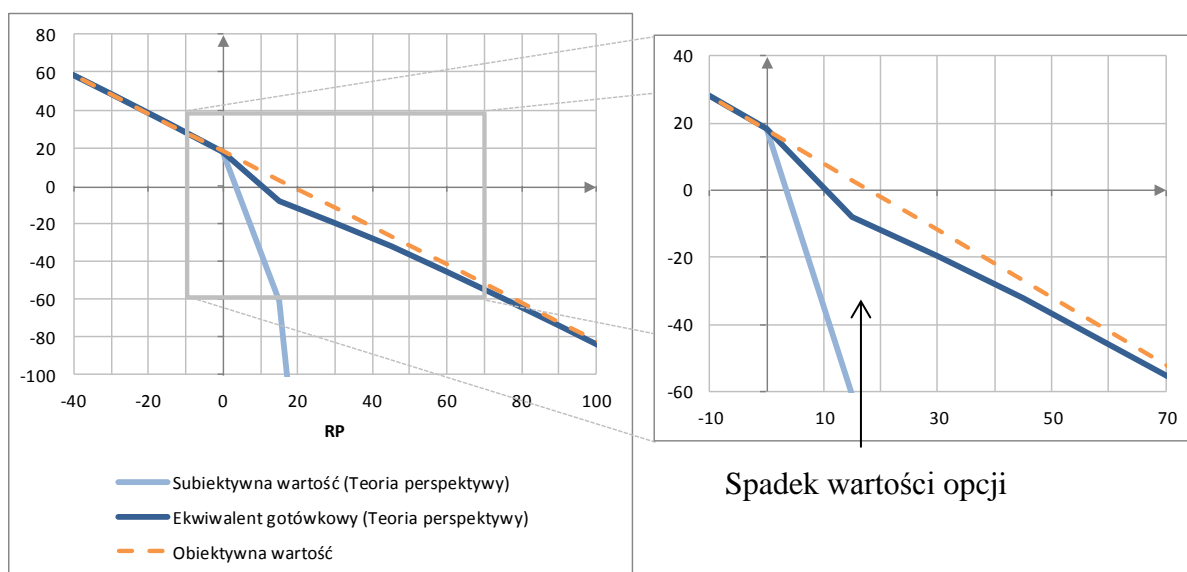 80
60
40
20
0
-20
-40
-60
-80
-100
-40 -20 0 20 40 60 80 100
RP
Subiektywna wartość (Teoria perspektywy)
Ekwiwalent gotówkowy (Teoria perspektywy)
Obiektywna wartość
40
20
0
-20
-40
-60
-10 10 30 50 70
Spadek wartości opcji